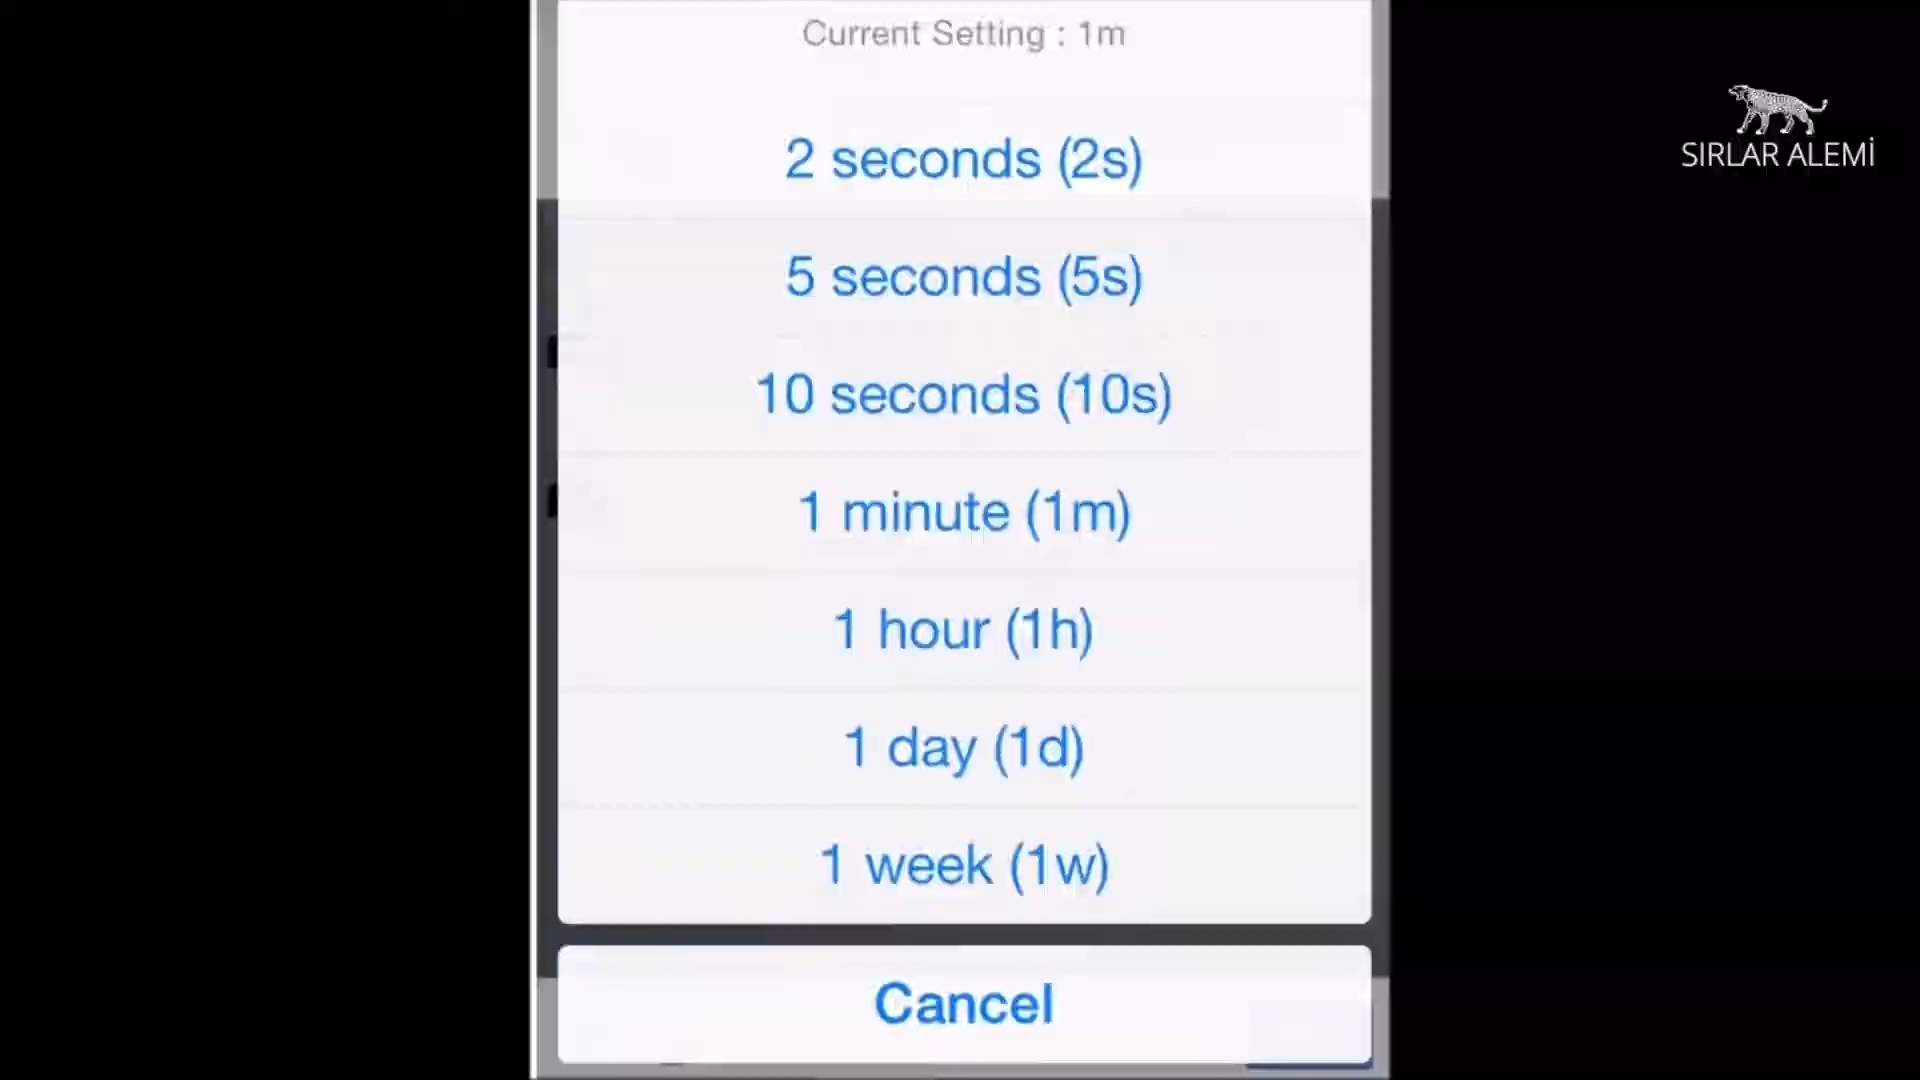 Current Setting : 1m
SIRLAR ALEMİ
2 seconds (2s)
5 seconds (5s)
10 seconds (10s)
1 minute (1m)
1 hour (1h)
1 day (1d)
1 week (1w)
Cancel